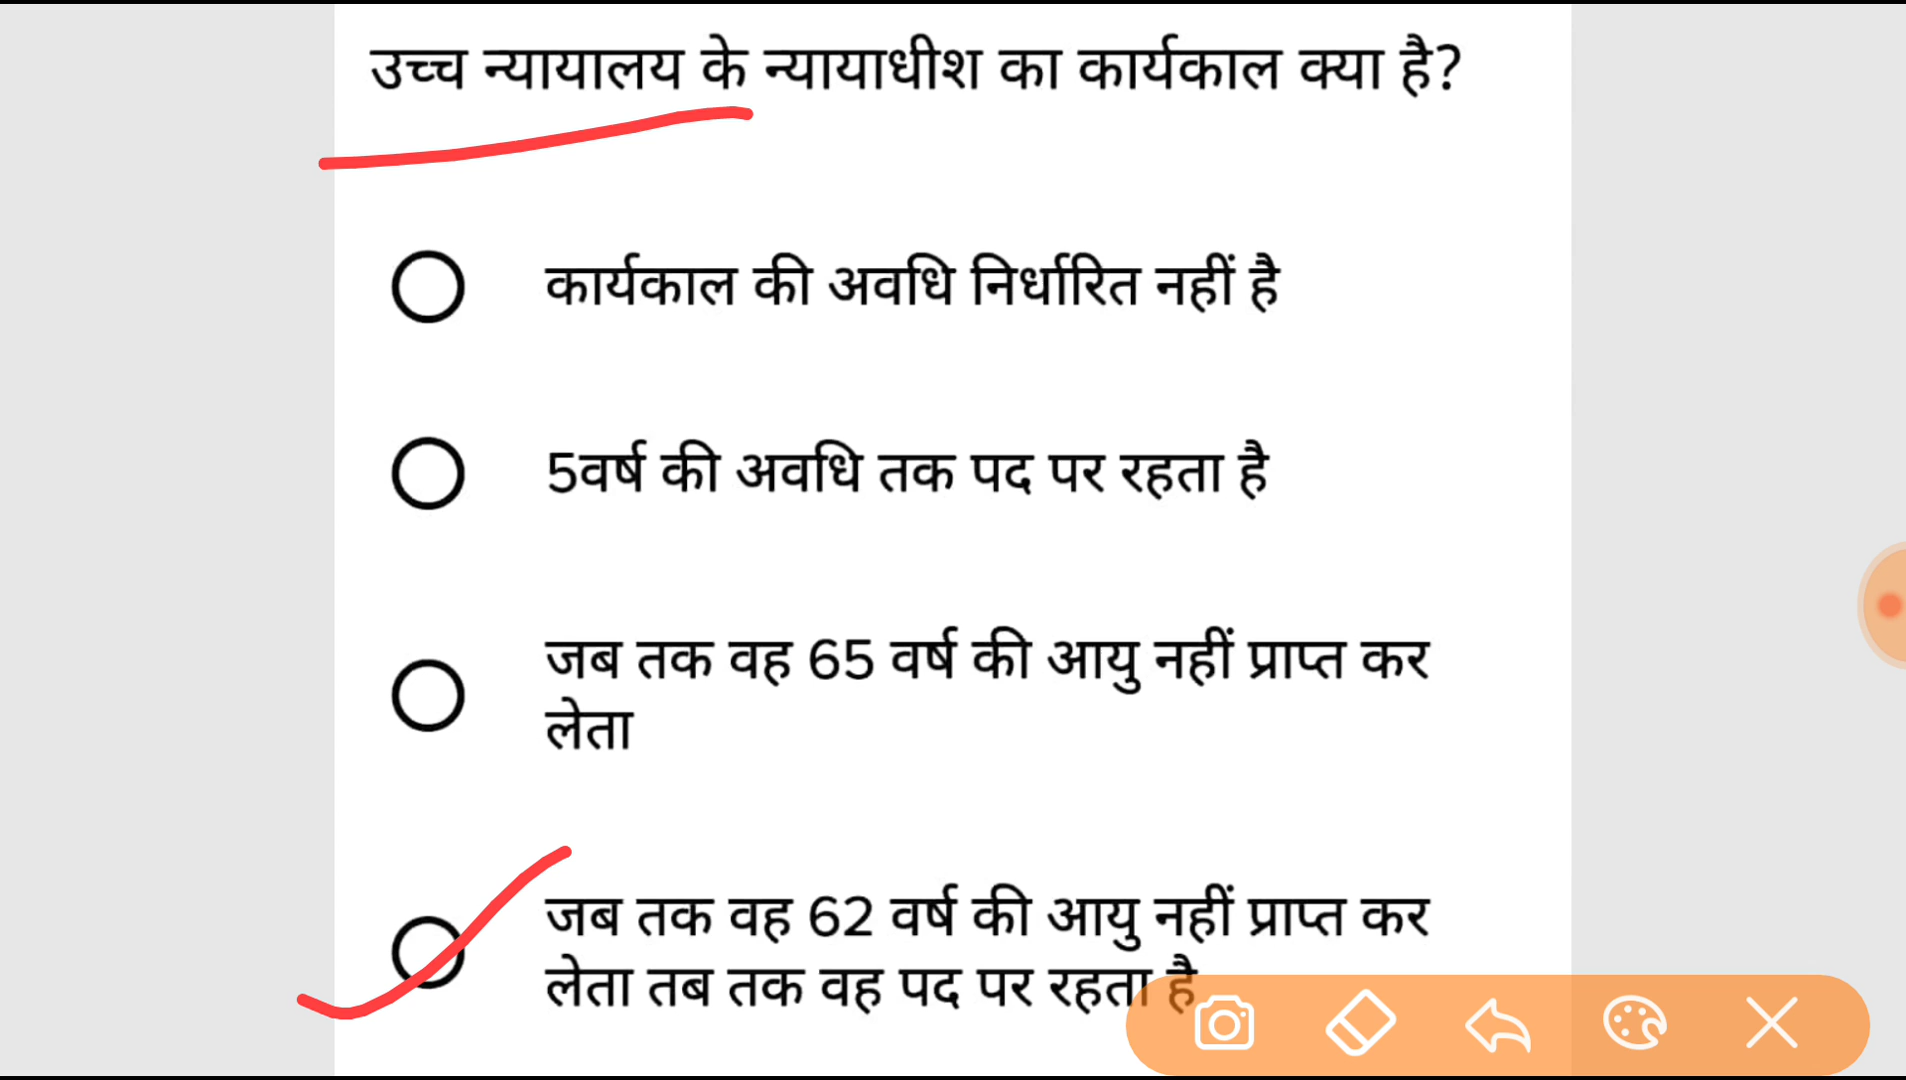 उच्च न्यायालय के न्यायाधीश का कार्यकाल क्या है?
कार्यकाल की अवधि निर्धारित नहीं है
5वर्ष की अवधि तक पद पर रहता है
जब तक वह 65 वर्ष की आयु नहीं प्राप्त कर
लेता
जब तक वह 62 वर्ष की आयु नहीं प्राप्त कर
लेता तब तक वह पद पर रहता है